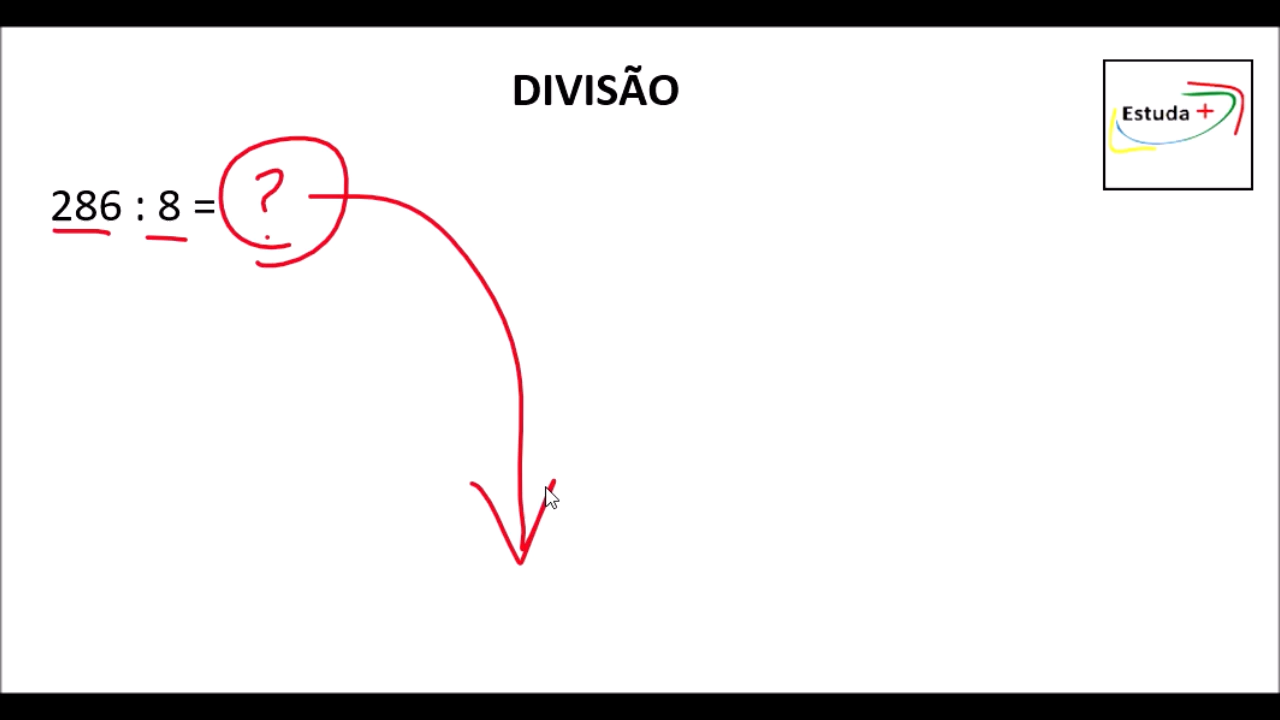 DIVISÃO
Estuda +
286 : 8 = ?